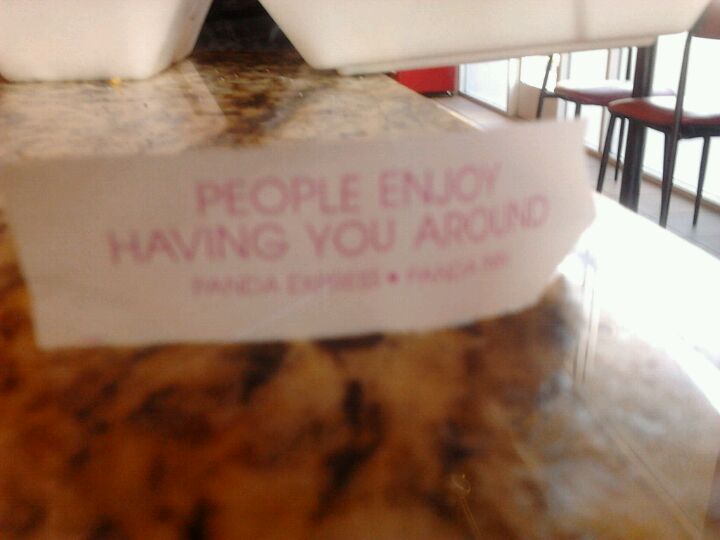 PEOPLE ENJOY
HAVING YOU AROUND
PANDA EXPRESS • PANDA INN